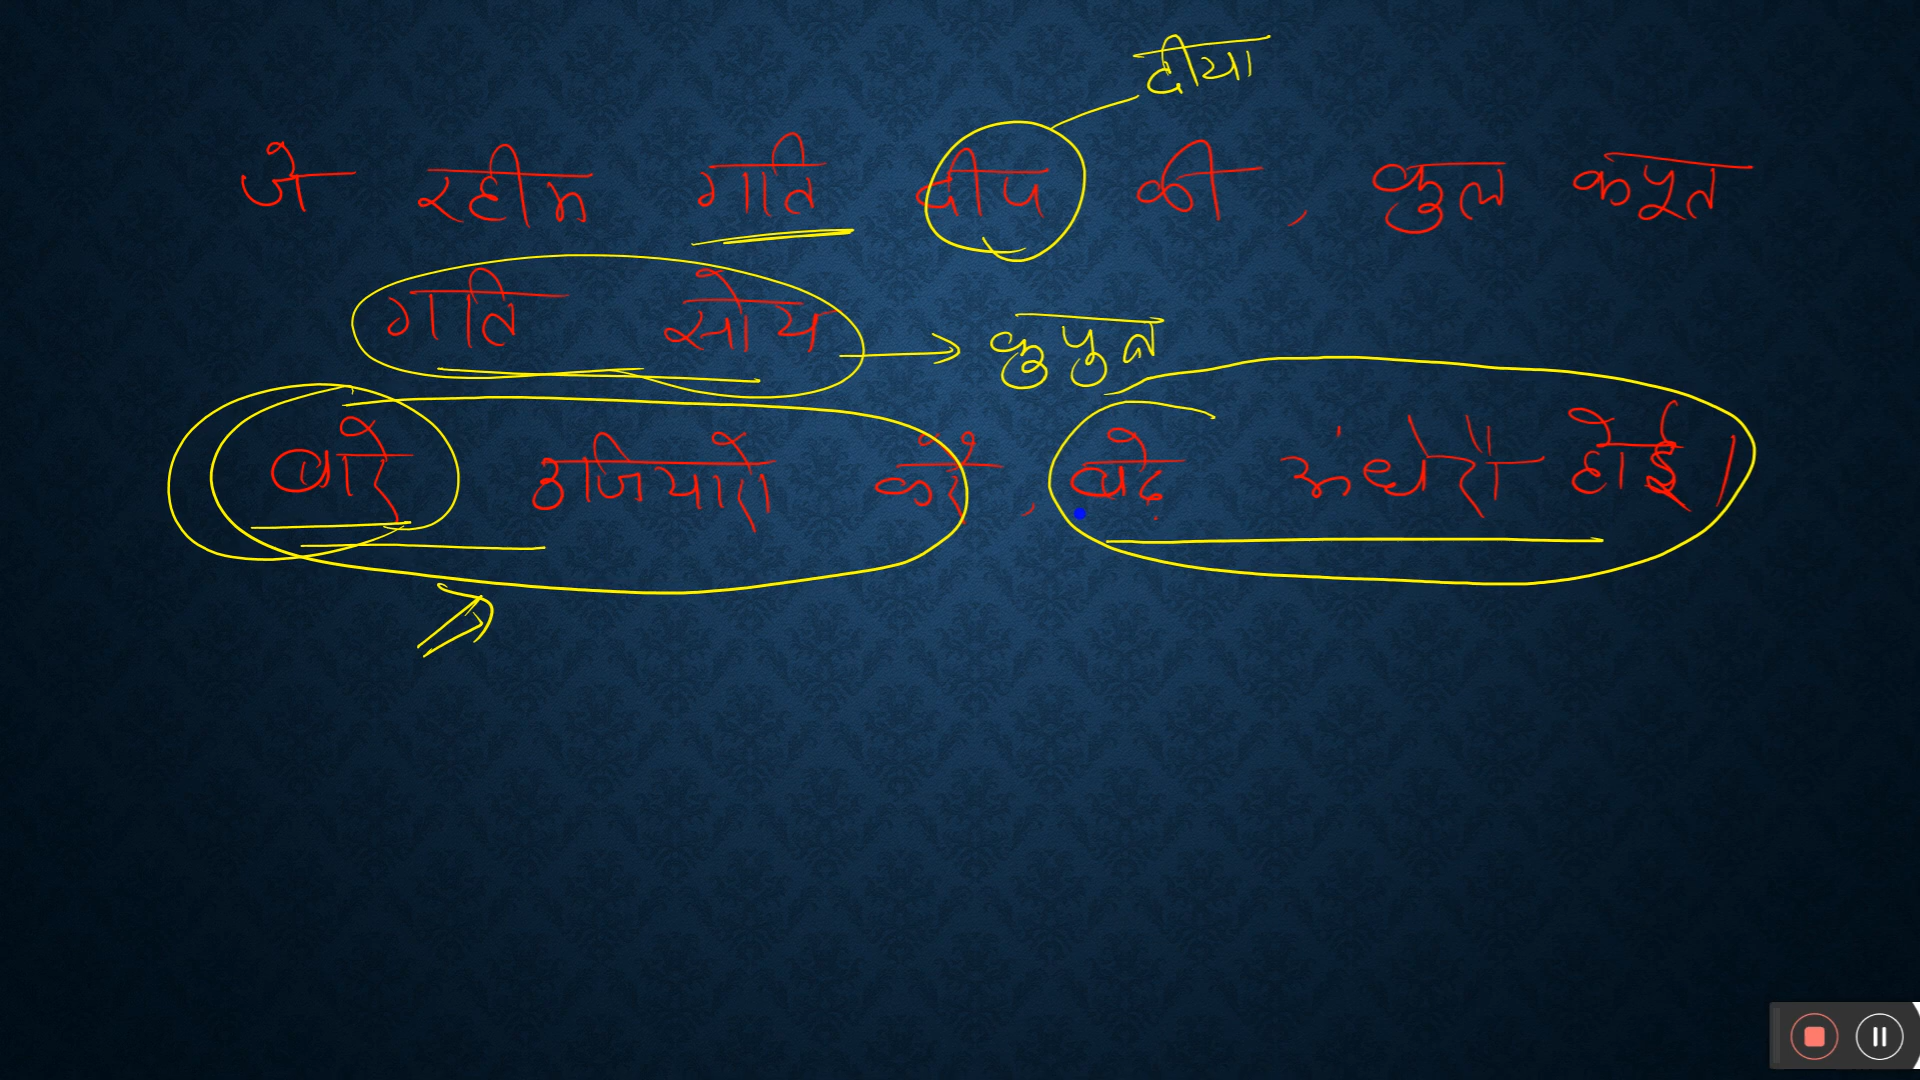 दीया
जे रहीम गति दीप की , कुल कपूत
गति सोय → कुपुत्र
बारे उजियारो करे , बढ़े अंधेरो होई।